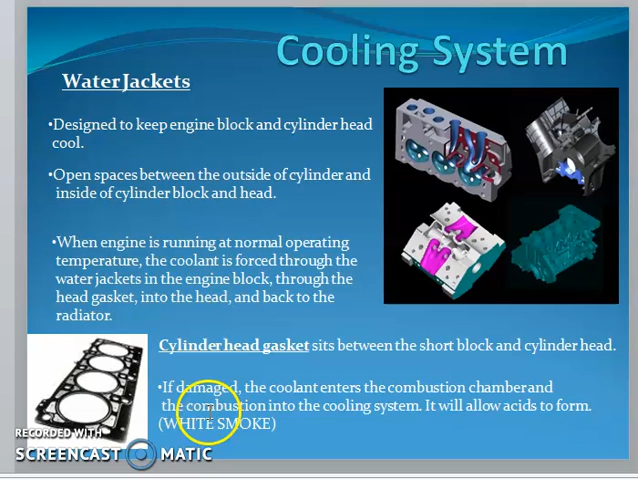 Cooling System
Water Jackets
•Designed to keep engine block and cylinder head
cool.
•Open spaces between the outside of cylinder and
inside of cylinder block and head.
•When engine is running at normal operating
temperature, the coolant is forced through the
water jackets in the engine block, through the
head gasket, into the head, and back to the
radiator.
Cylinder head gasket sits between the short block and cylinder head.
•If damaged, the coolant enters the combustion chamber and
the combustion into the cooling system. It will allow acids to form.
(WHITE SMOKE)
RECORDED WITH
SCREENCAST MATIC